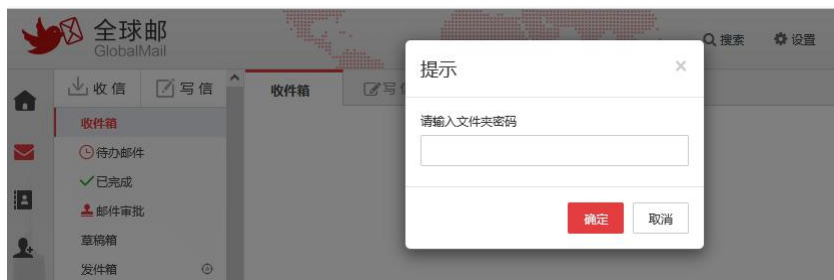 全球邮
GlobalMail
搜索
设置
收信
写信
收件箱
写信
收件箱
待办邮件
已完成
邮件审批
草稿箱
发件箱
提示
请输入文件夹密码
确定
取消